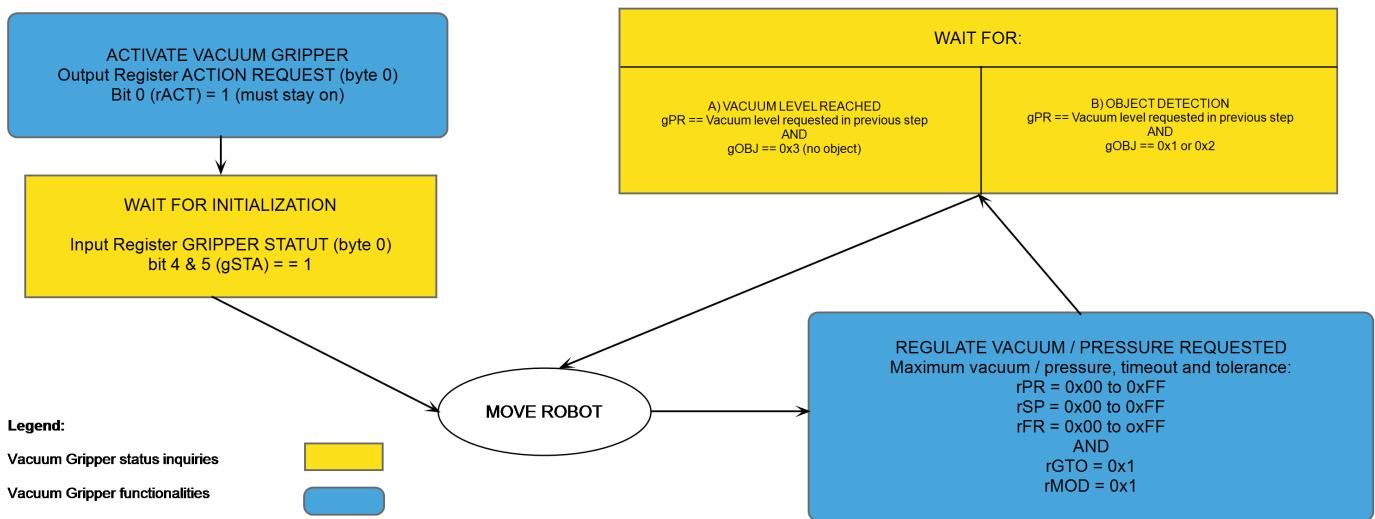 ACTIVATE VACUUM GRIPPER
Output Register ACTION REQUEST (byte 0)
Bit 0 (rACT) = 1 (must stay on)
WAIT FOR INITIALIZATION
Input Register GRIPPER STATUT (byte 0)
bit 4 & 5 (gSTA) = = 1
WAIT FOR:
A) VACUUM LEVEL REACHED
gPR == Vacuum level requested in previous step
AND
gOBJ == 0x3 (no object)
B) OBJECT DETECTION
gPR == Vacuum level requested in previous step
AND
gOBJ == 0x1 or 0x2
MOVE ROBOT
REGULATE VACUUM / PRESSURE REQUESTED
Maximum vacuum / pressure, timeout and tolerance:
rPR = 0x00 to 0xFF
rSP = 0x00 to 0xFF
rFR = 0x00 to oxFF
AND
rGTO = 0x1
rMOD = 0x1
Legend:
Vacuum Gripper status inquiries
Vacuum Gripper functionalities